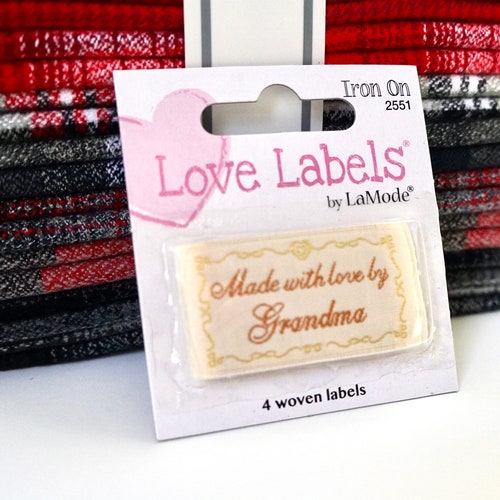 Iron On
2551
Love Labels®
by LaMode®
Made with love by
Grandma
4 woven labels